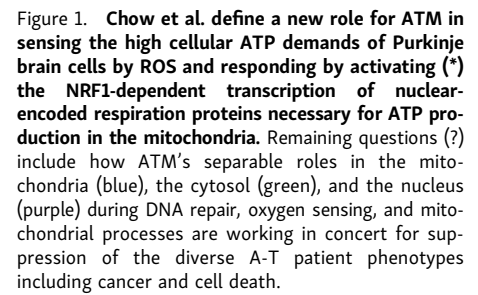 Figure 1. Chow et al. define a new role for ATM in
sensing the high cellular ATP demands of Purkinje
brain cells by ROS and responding by activating (*)
the NRF1-dependent transcription of nuclear-
encoded respiration proteins necessary for ATP pro-
duction in the mitochondria. Remaining questions (?)
include how ATM's separable roles in the mito-
chondria (blue), the cytosol (green), and the nucleus
(purple) during DNA repair, oxygen sensing, and mito-
chondrial processes are working in concert for sup-
pression of the diverse A-T patient phenotypes
including cancer and cell death.